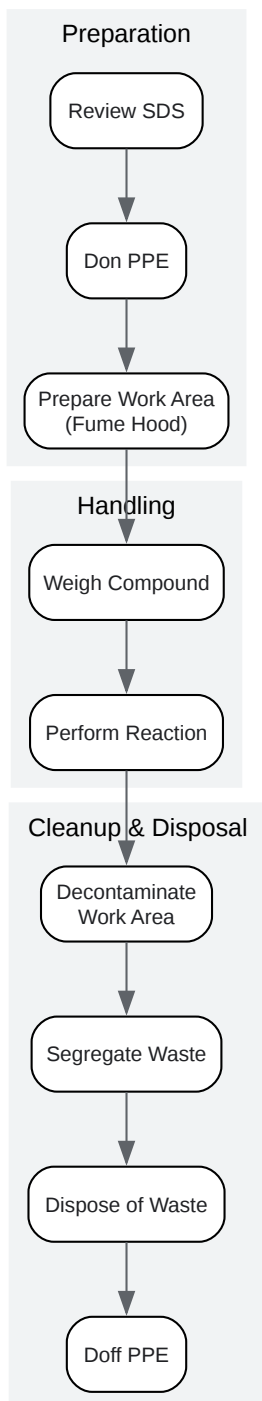 Preparation
Review SDS
Don PPE
Prepare Work Area
(Fume Hood)
Handling
Weigh Compound
Perform Reaction
Cleanup & Disposal
Decontaminate
Work Area
Segregate Waste
Dispose of Waste
Doff PPE